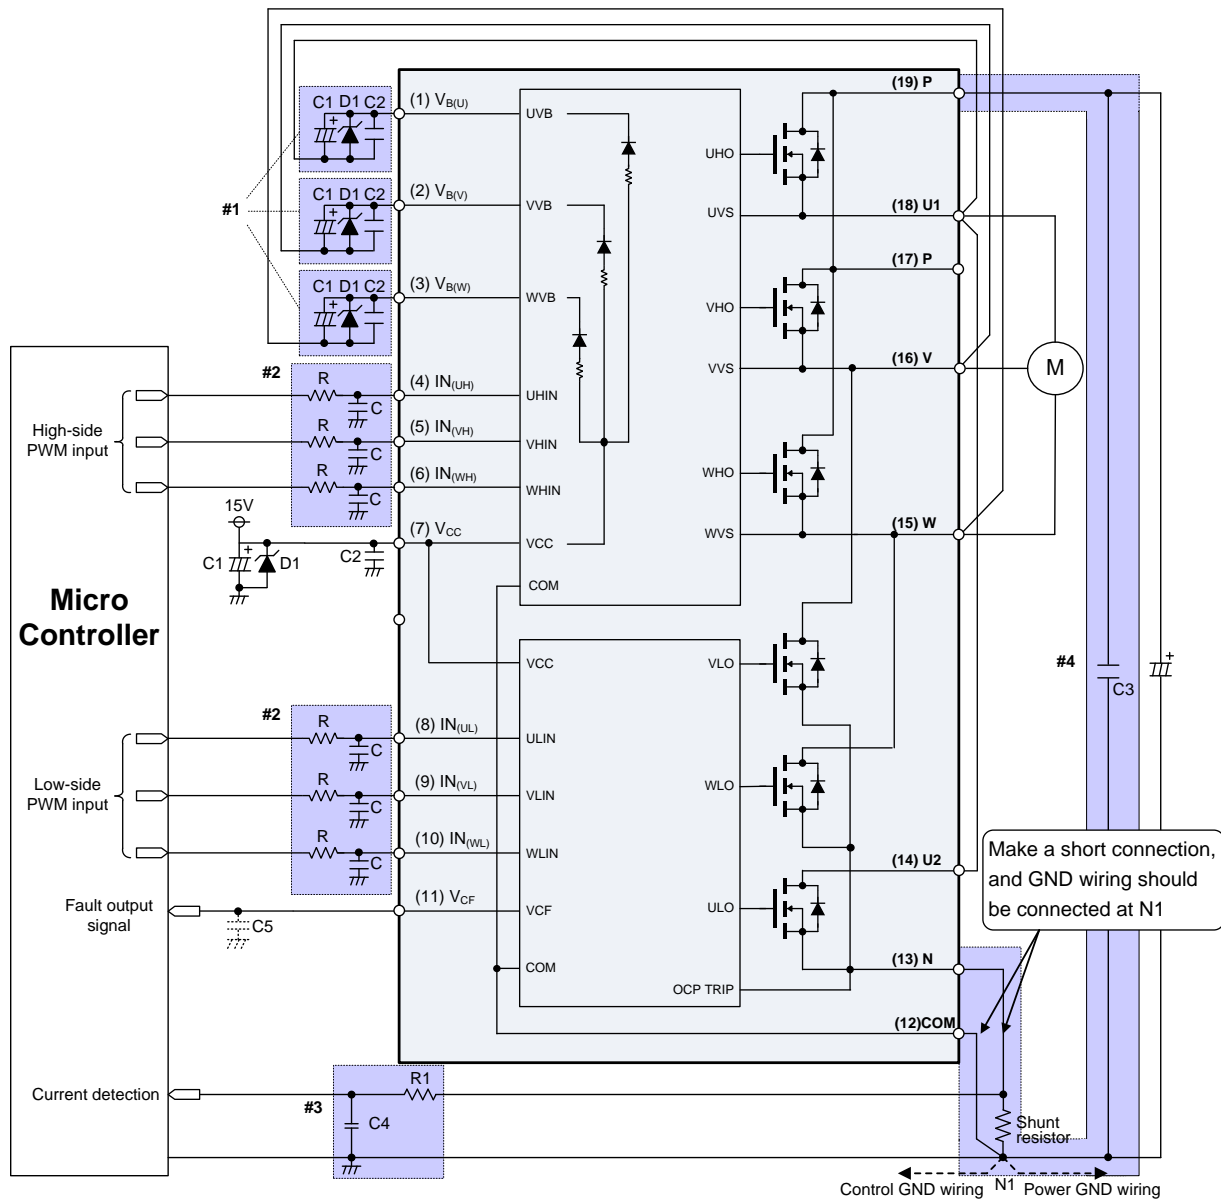 (19) P
C1 D1 C2
(1) VB(U)
UVB
UHO
C1 D1 C2
(2) VB(V)
VVB
UVS
(18) U1
#1
(17) P
C1 D1 C2
(3) VB(W)
WVB
VHO
VVS
(16) V
M
#2
R
C
(4) IN(UH)
UHIN
High-side
PWM input
R
C
(5) IN(VH)
VHIN
R
C
(6) IN(WH)
WHIN
WHO
15V
(7) VCC
VCC
WVS
(15) W
C1
+
D1
C2
COM
Micro
Controller
VCC
VLO
#4
C3
+
#2
R
C
(8) IN(UL)
ULIN
Low-side
PWM input
R
C
(9) IN(VL)
VLIN
WLO
R
C
(10) IN(WL)
WLIN
(14) U2
Make a short connection,
and GND wiring should
be connected at N1
Fault output
signal
C5
(11) VCF
VCF
ULO
COM
(13) N
OCP TRIP
(12)COM
Current detection
#3
R1
C4
Shunt
resistor
Control GND wiring
N1
Power GND wiring